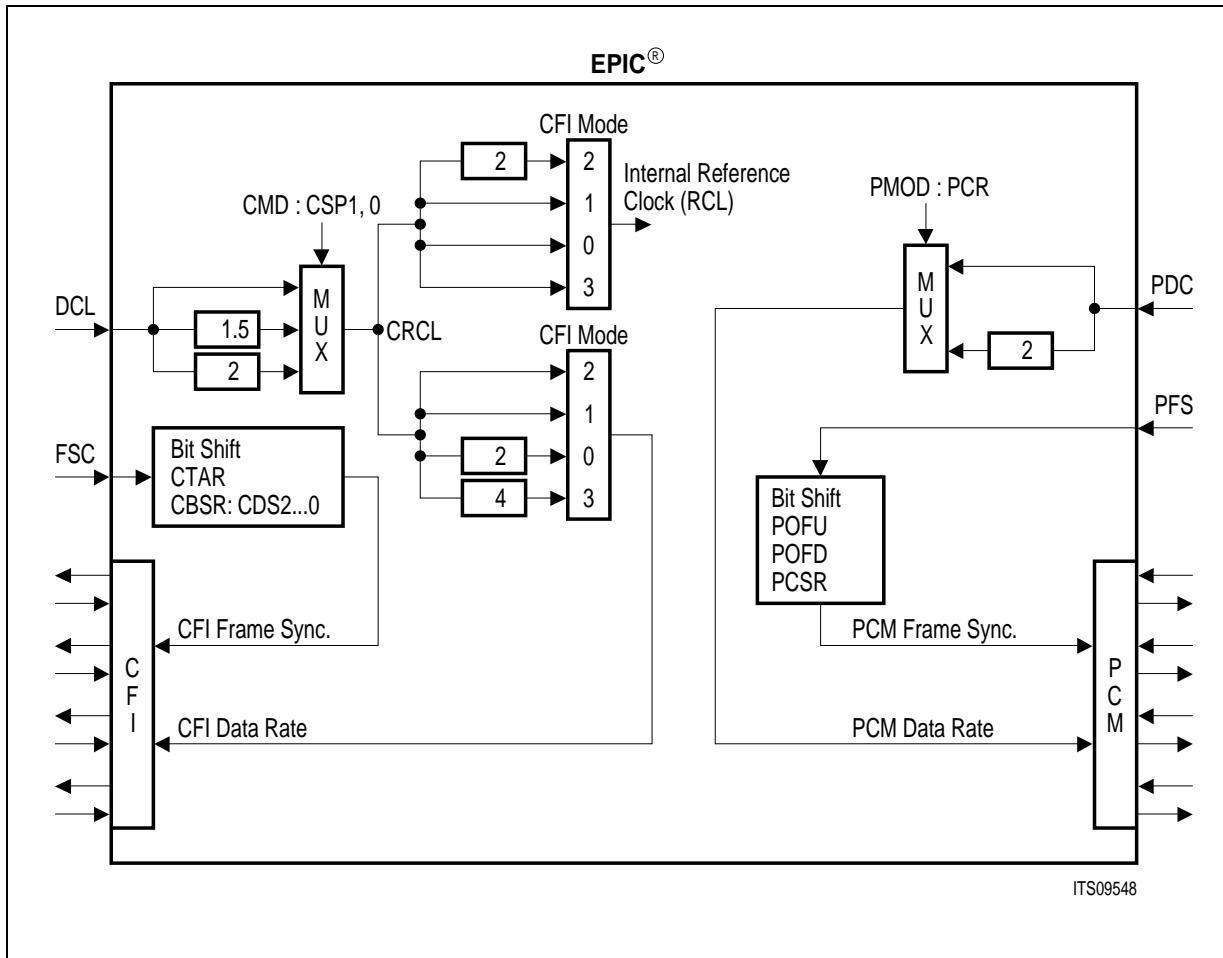 EPIC®
CFI Mode
2
2
1
0
3
Internal Reference
Clock (RCL)
CMD : CSP1, 0
DCL
1.5
2
M
U
X
CRCL
CFI Mode
2
1
2
0
4
3
PMOD : PCR
M
U
X
2
PDC
PFS
FSC
Bit Shift
CTAR
CBSR: CDS2...0
Bit Shift
POFU
POFD
PCSR
CFI Frame Sync.
CFI Data Rate
C
F
I
PCM Frame Sync.
PCM Data Rate
P
C
M
ITS09548